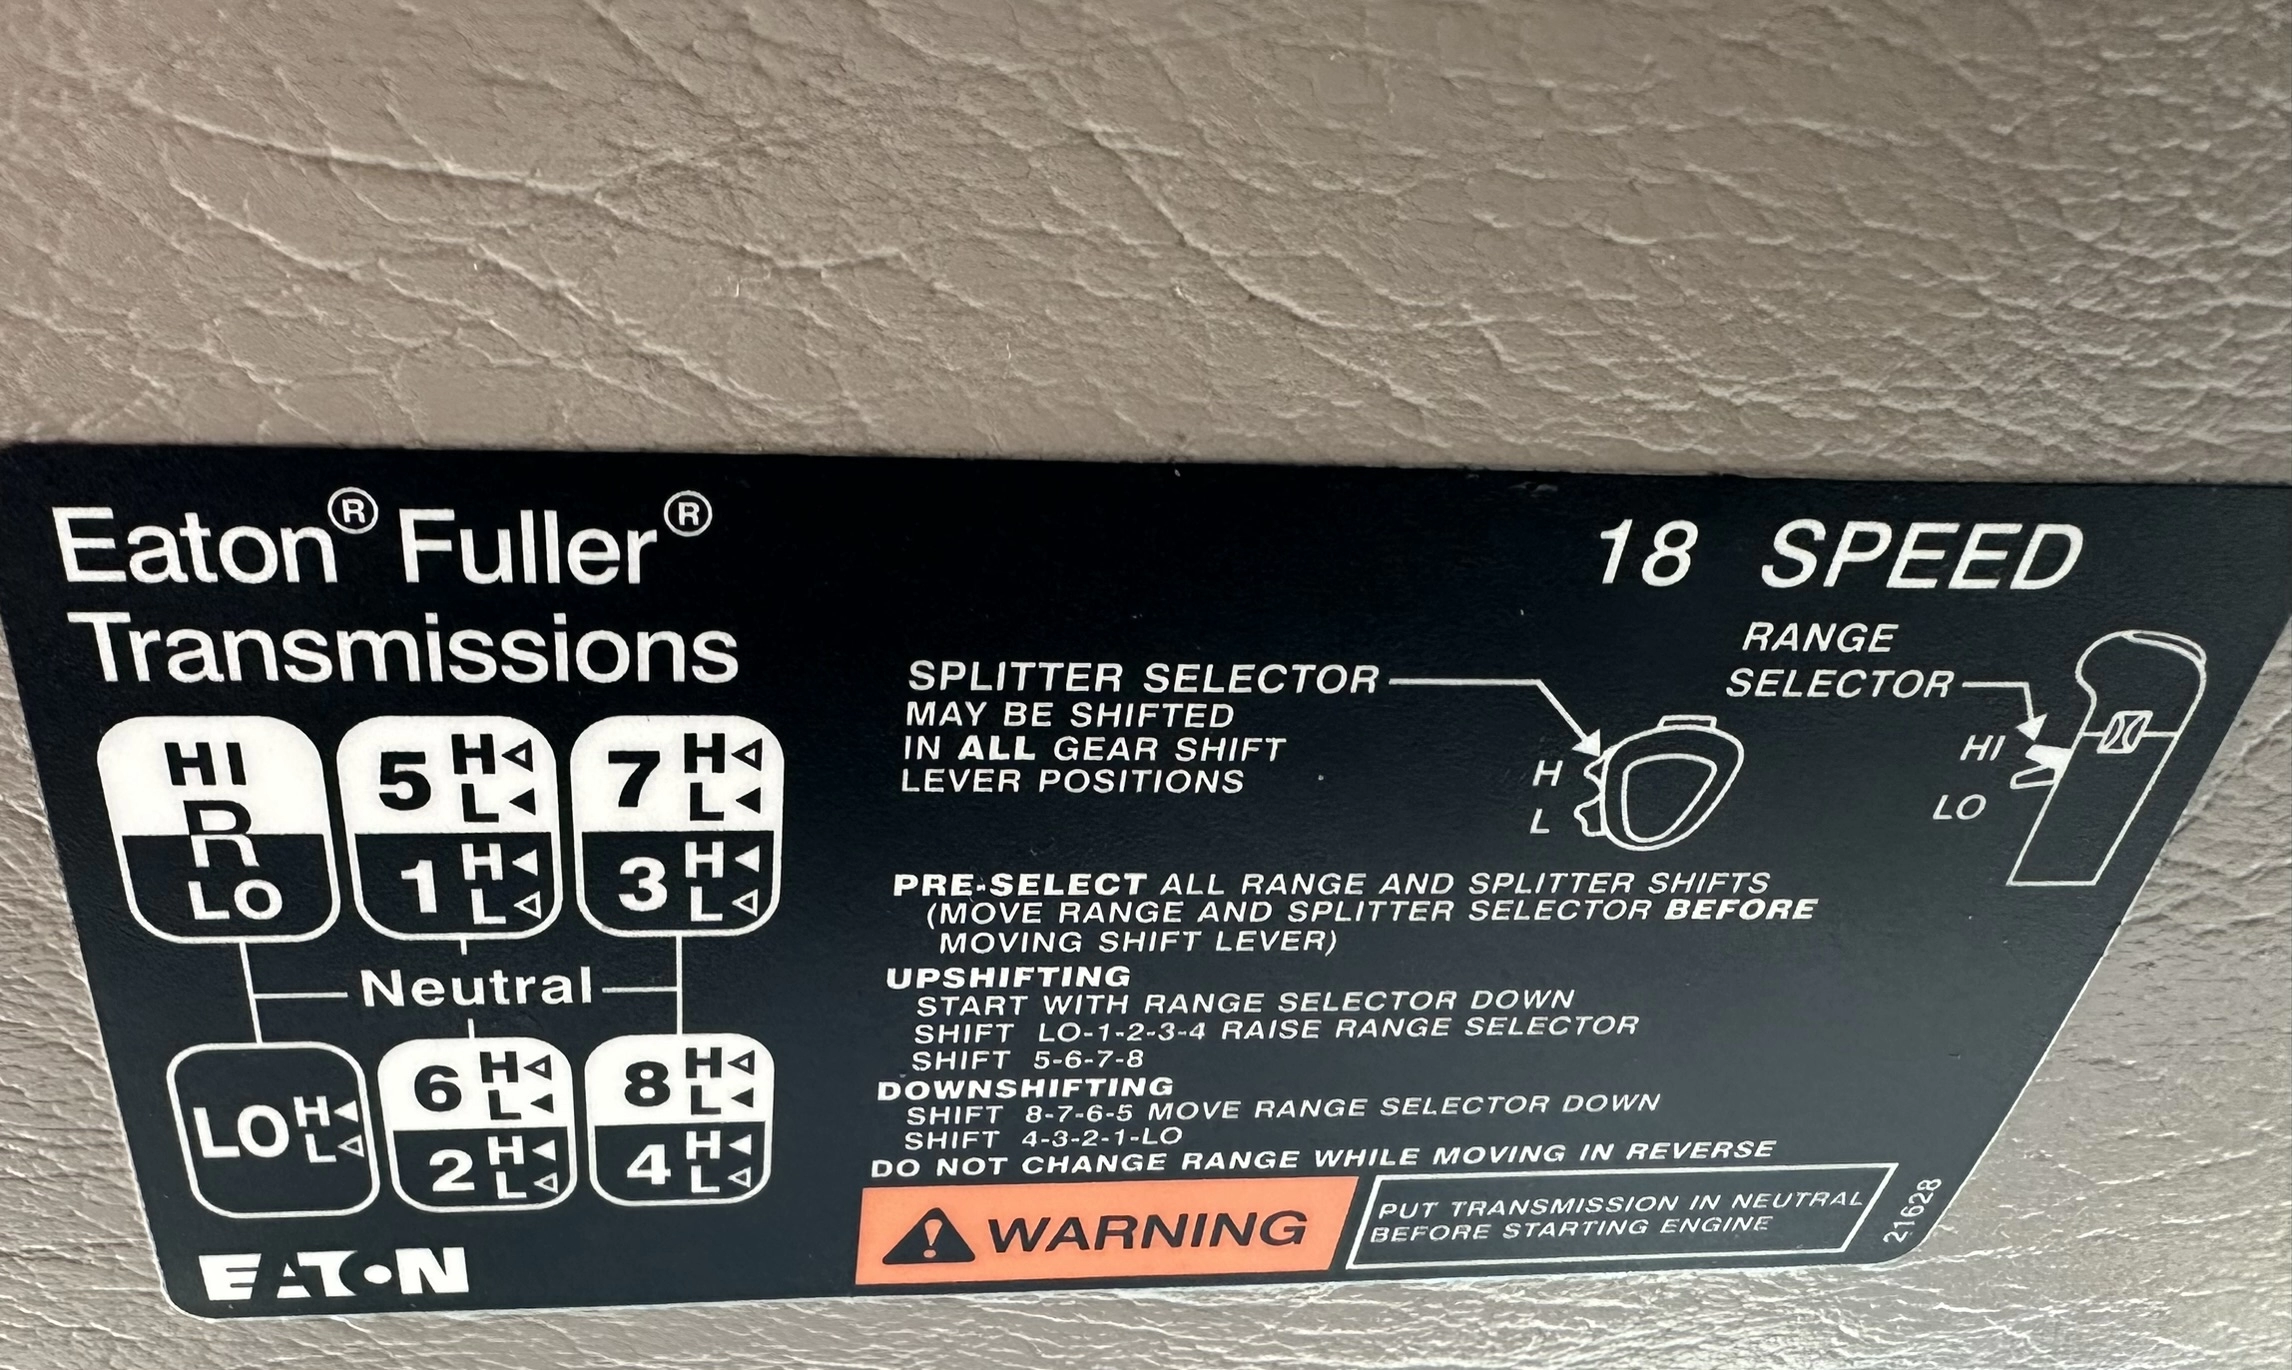 Eaton® Fuller®
Transmissions
18 SPEED
RANGE
SELECTOR
HI
LO
SPLITTER SELECTOR
MAY BE SHIFTED
IN ALL GEAR SHIFT
LEVER POSITIONS
H
L
HI
R
LO
5 H
L
1 H
L
7 H
L
3 H
L
Neutral
LO H
L
6 H
L
2 H
L
8 H
L
4 H
L
PRE-SELECT ALL RANGE AND SPLITTER SHIFTS
(MOVE RANGE AND SPLITTER SELECTOR BEFORE
MOVING SHIFT LEVER)
UPSHIFTING
START WITH RANGE SELECTOR DOWN
SHIFT LO-1-2-3-4 RAISE RANGE SELECTOR
SHIFT 5-6-7-8
DOWNSHIFTING
SHIFT 8-7-6-5 MOVE RANGE SELECTOR DOWN
SHIFT 4-3-2-1-LO
DO NOT CHANGE RANGE WHILE MOVING IN REVERSE
WARNING
PUT TRANSMISSION IN NEUTRAL
BEFORE STARTING ENGINE
21628
EATON